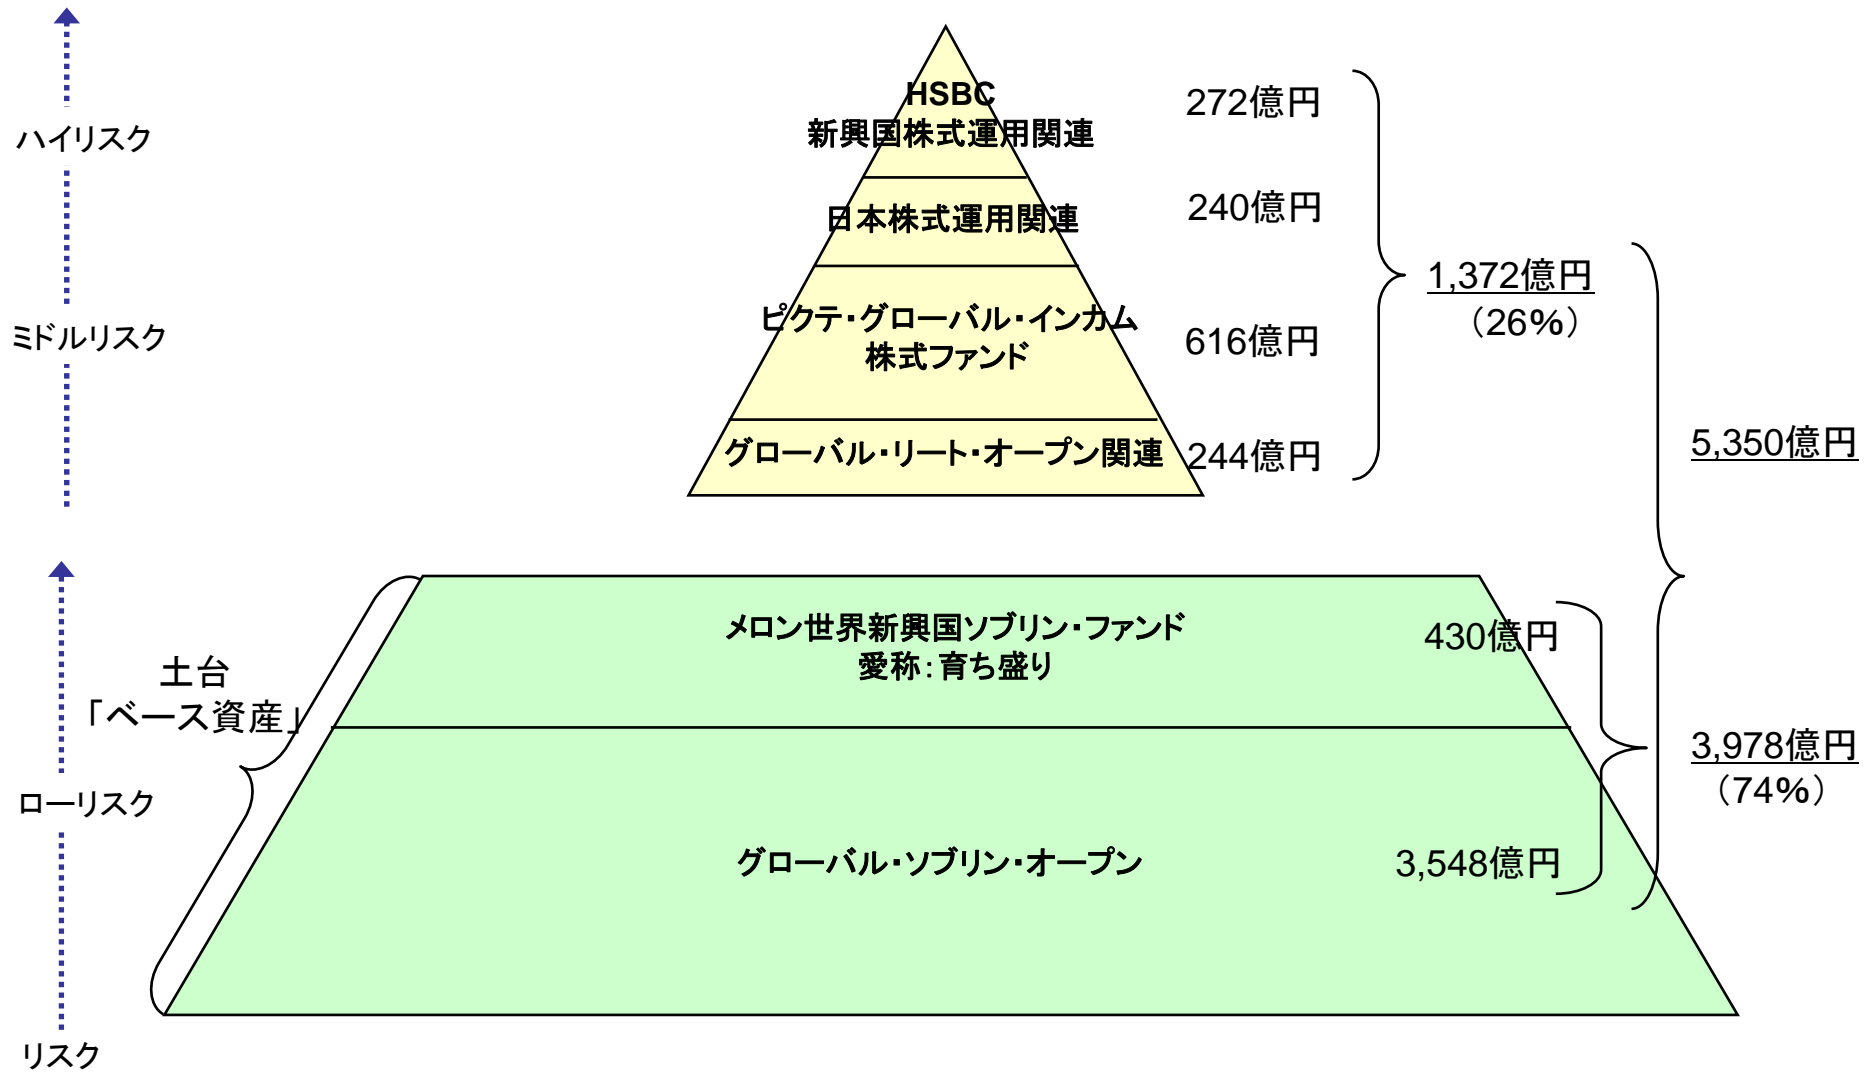 ハイリスク
ミドルリスク
HSBC
新興国株式運用関連
272億円
日本株式運用関連
240億円
ピクテ・グローバル・インカム
株式ファンド
616億円
グローバル・リート・オープン関連
244億円
1,372億円
（26％）
5,350億円
土台
「ベース資産」
ローリスク
リスク
メロン世界新興国ソブリン・ファンド
愛称：育ち盛り
430億円
グローバル・ソブリン・オープン
3,548億円
3,978億円
（74％）